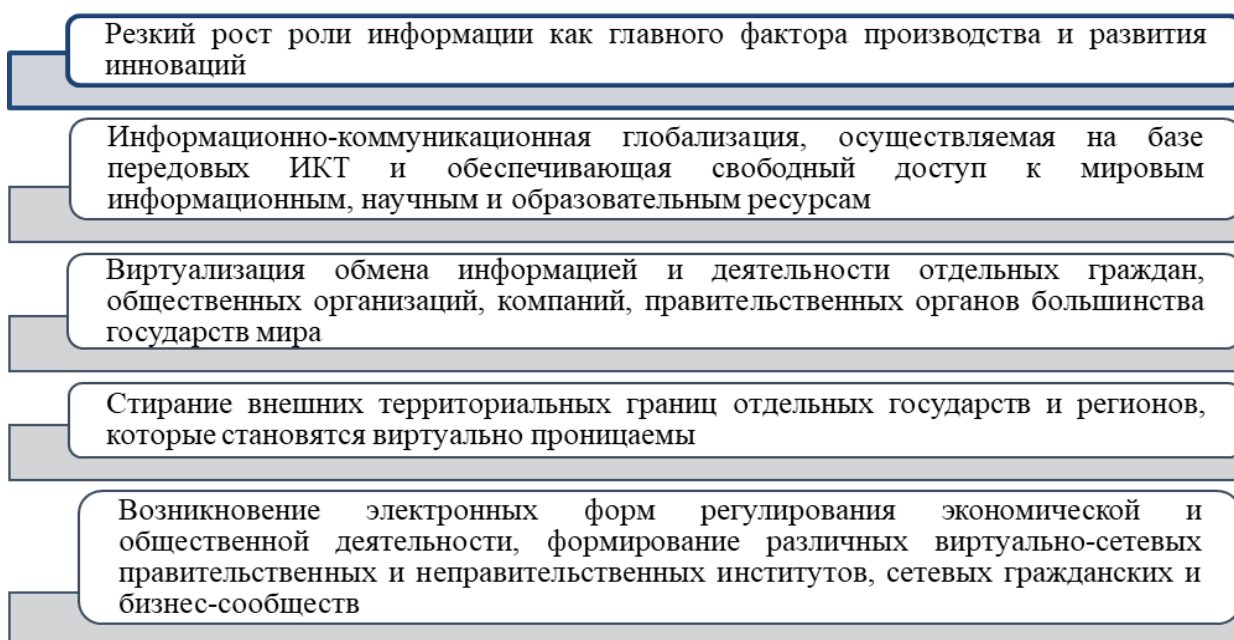 Резкий рост роли информации как главного фактора производства и развития
инноваций
Информационно-коммуникационная глобализация, осуществляемая на базе
передовых ИКТ и обеспечивающая свободный доступ к мировым
информационным, научным и образовательным ресурсам
Виртуализация обмена информацией и деятельности отдельных граждан,
общественных организаций, компаний, правительственных органов большинства
государств мира
Стирание внешних территориальных границ отдельных государств и регионов,
которые становятся виртуально проницаемы
Возникновение электронных форм регулирования экономической и
общественной деятельности, формирование различных виртуально-сетевых
правительственных и неправительственных институтов, сетевых гражданских и
бизнес-сообществ